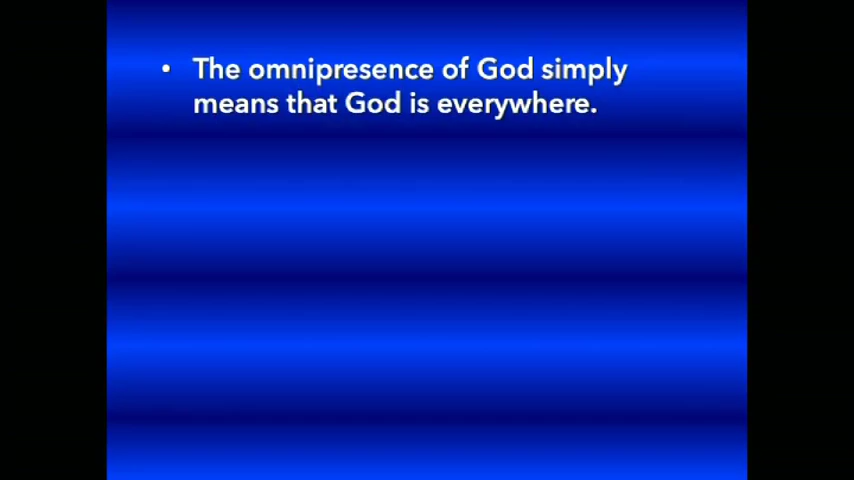 • The omnipresence of God simply
means that God is everywhere.